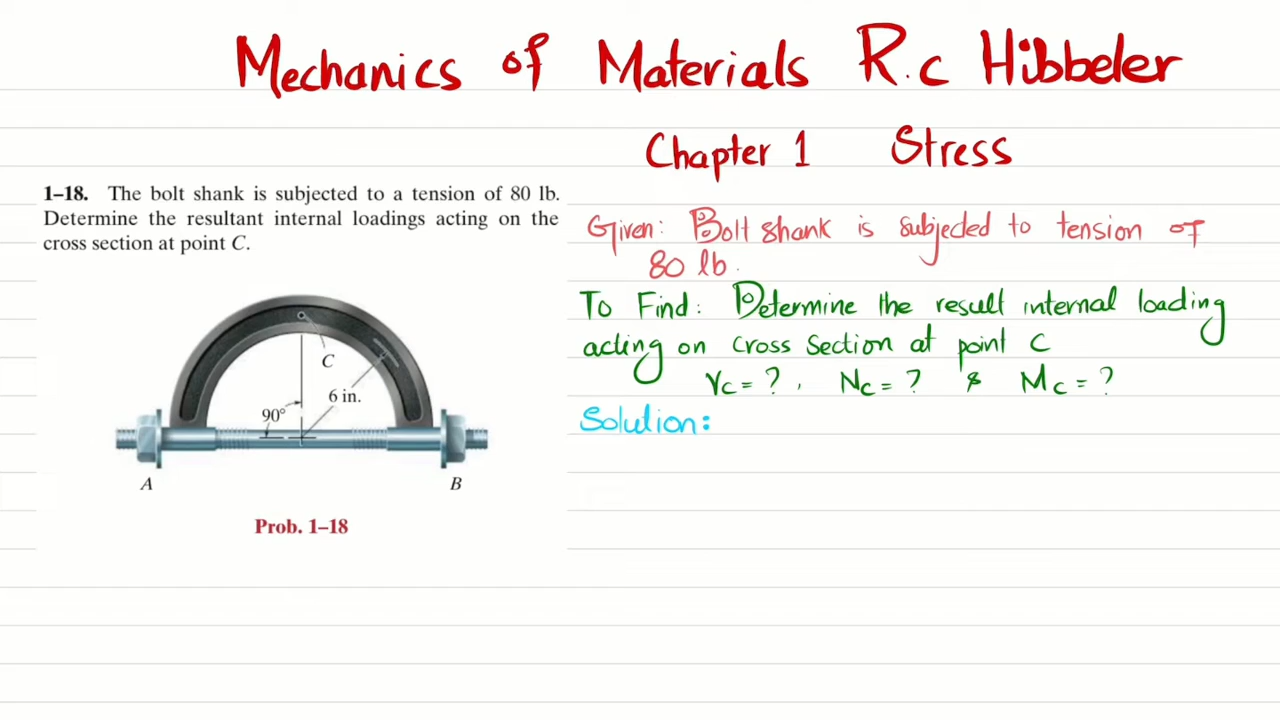 Mechanics of Materials R.C Hibbeler
Chapter 1 Stress
1–18. The bolt shank is subjected to a tension of 80 lb.
Determine the resultant internal loadings acting on the
cross section at point C.
C
6 in.
90°
A
B
Prob. 1–18
Given: Bolt shank is subjected to tension of
80 lb.
To Find: Determine the result internal loading
acting on cross section at point C
Vc = ? , Nc = ? & Mc = ?
Solution: